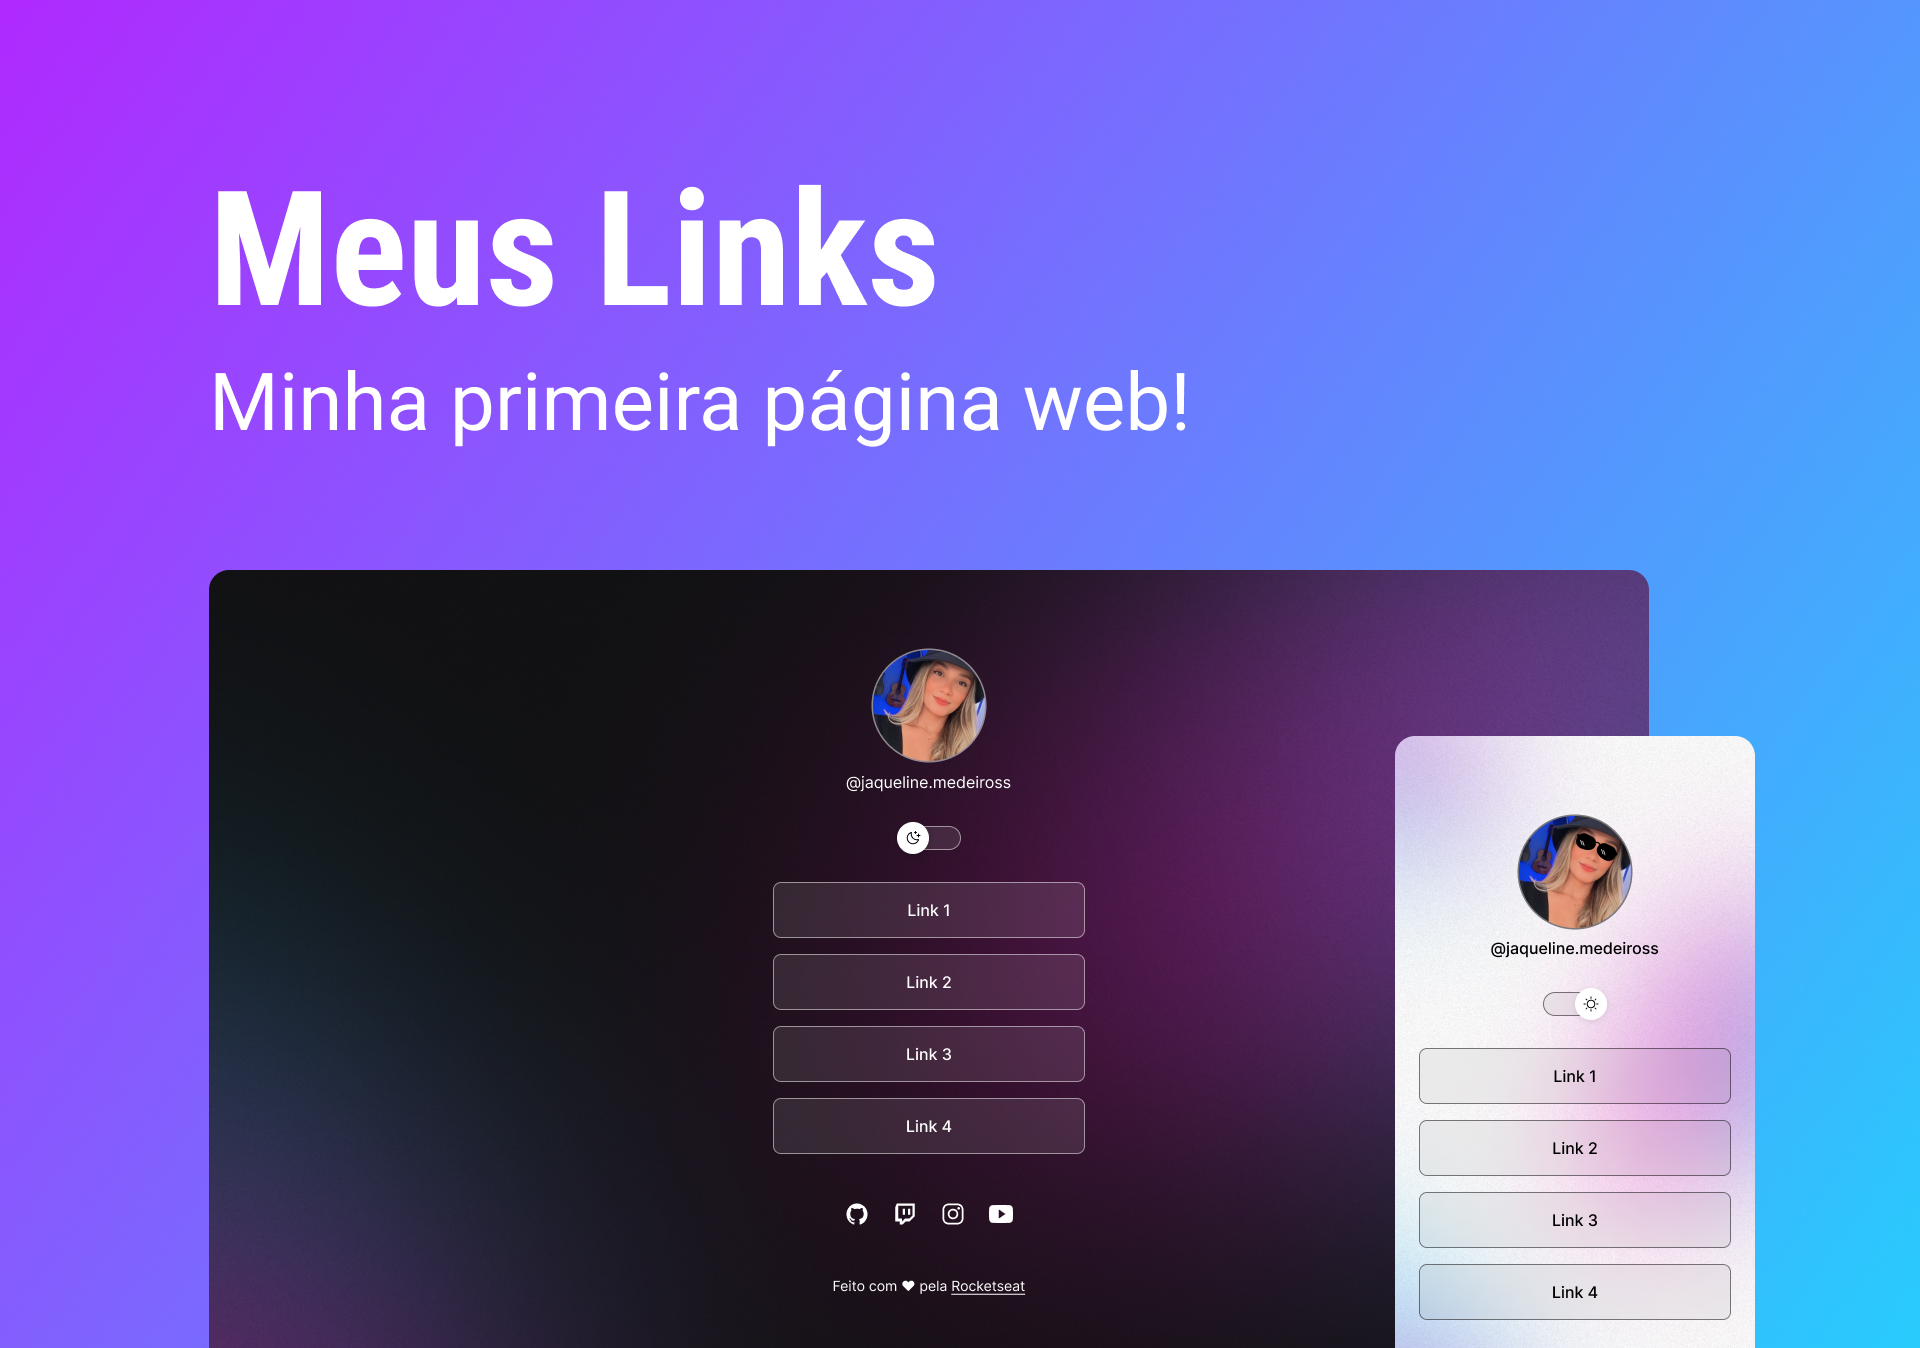 Meus Links
Minha primeira página web!
@jaqueline.medeiross
Link 1
Link 2
Link 3
Link 4
Feito com ♥ pela Rocketseat
@jaqueline.medeiross
Link 1
Link 2
Link 3
Link 4